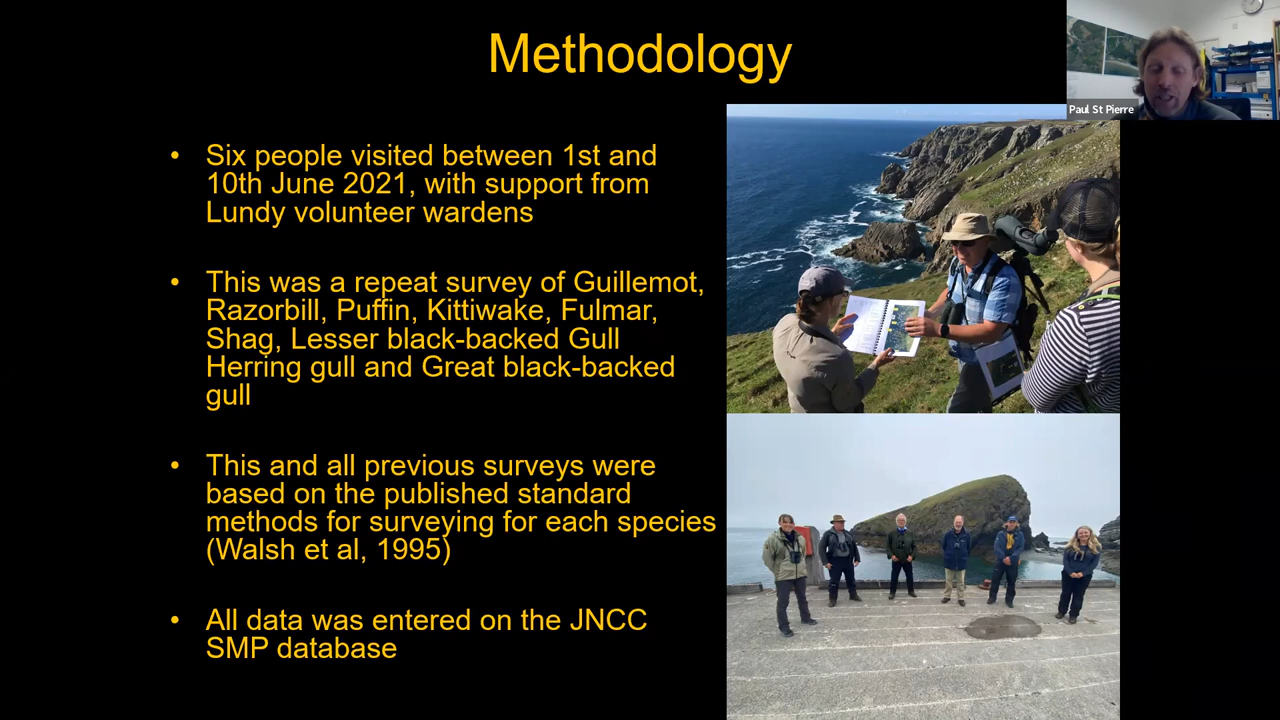 Methodology
Paul St Pierre
• Six people visited between 1st and
10th June 2021, with support from
Lundy volunteer wardens
• This was a repeat survey of Guillemot,
Razorbill, Puffin, Kittiwake, Fulmar,
Shag, Lesser black-backed Gull
Herring gull and Great black-backed
gull
• This and all previous surveys were
based on the published standard
methods for surveying for each species
(Walsh et al, 1995)
• All data was entered on the JNCC
SMP database